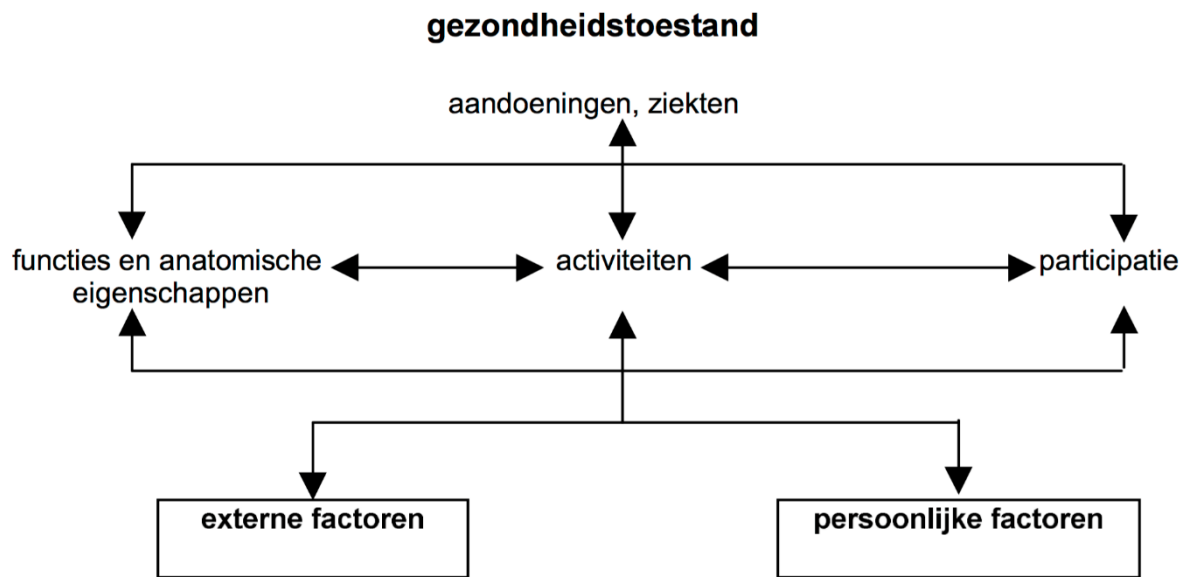 gezondheidstoestand
aandoeningen, ziekten
functies en anatomische
eigenschappen
activiteiten
participatie
externe factoren
persoonlijke factoren